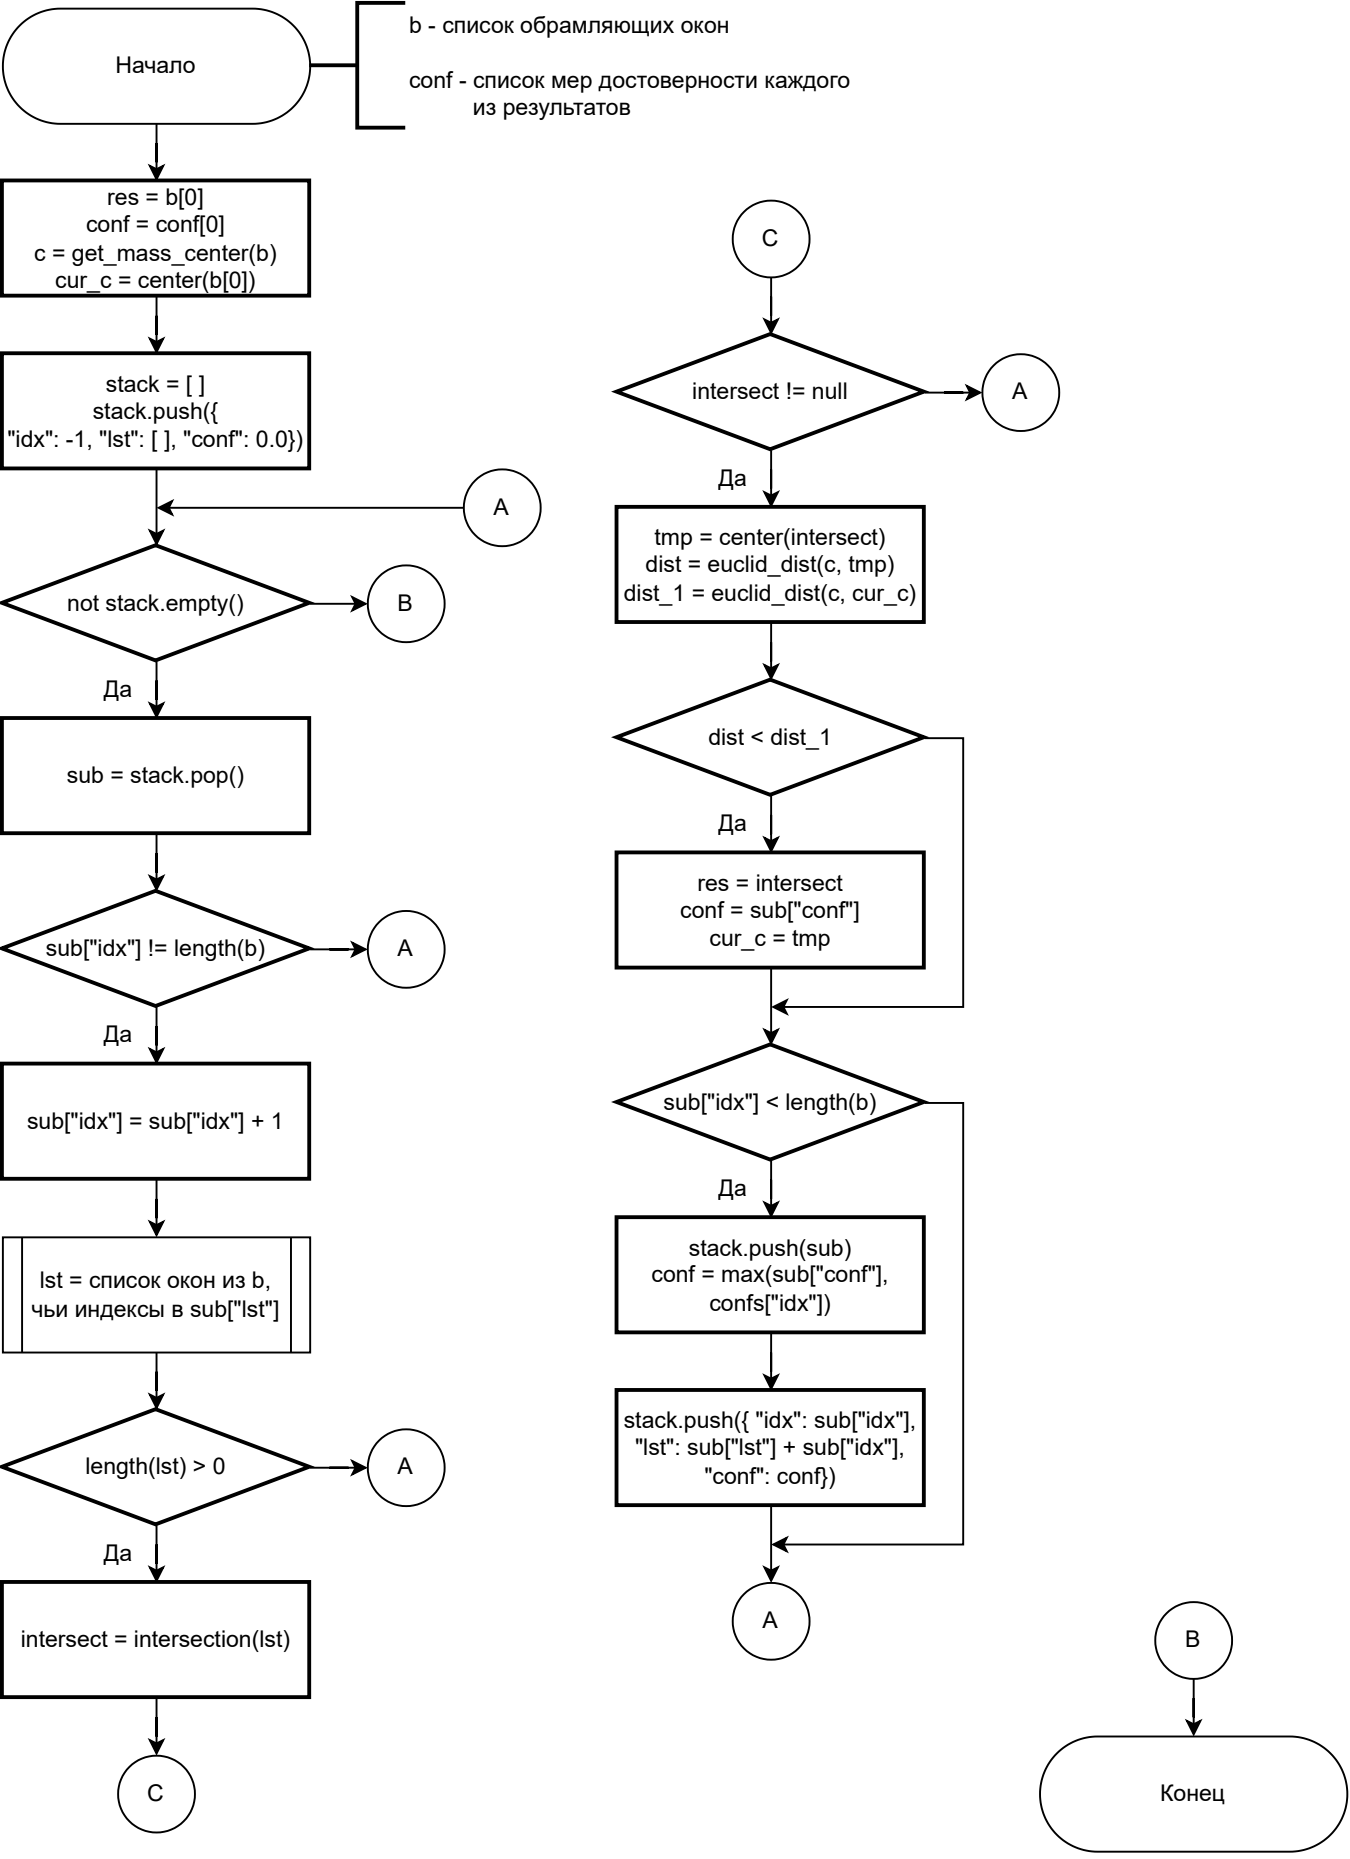 Начало
b - список обрамляющих окон
conf - список мер достоверности каждого
из результатов
res = b[0]
conf = conf[0]
c = get_mass_center(b)
cur_c = center(b[0])
stack = [ ]
stack.push({
"idx": -1, "lst": [ ], "conf": 0.0})
A
not stack.empty()
B
Да
sub = stack.pop()
sub["idx"] != length(b)
A
Да
sub["idx"] = sub["idx"] + 1
lst = список окон из b,
чьи индексы в sub["lst"]
length(lst) > 0
A
Да
intersect = intersection(lst)
C
C
intersect != null
A
Да
tmp = center(intersect)
dist = euclid_dist(c, tmp)
dist_1 = euclid_dist(c, cur_c)
dist < dist_1
Да
res = intersect
conf = sub["conf"]
cur_c = tmp
sub["idx"] < length(b)
Да
stack.push(sub)
conf = max(sub["conf"],
confs["idx"])
stack.push({ "idx": sub["idx"],
"lst": sub["lst"] + sub["idx"],
"conf": conf})
A
B
Конец